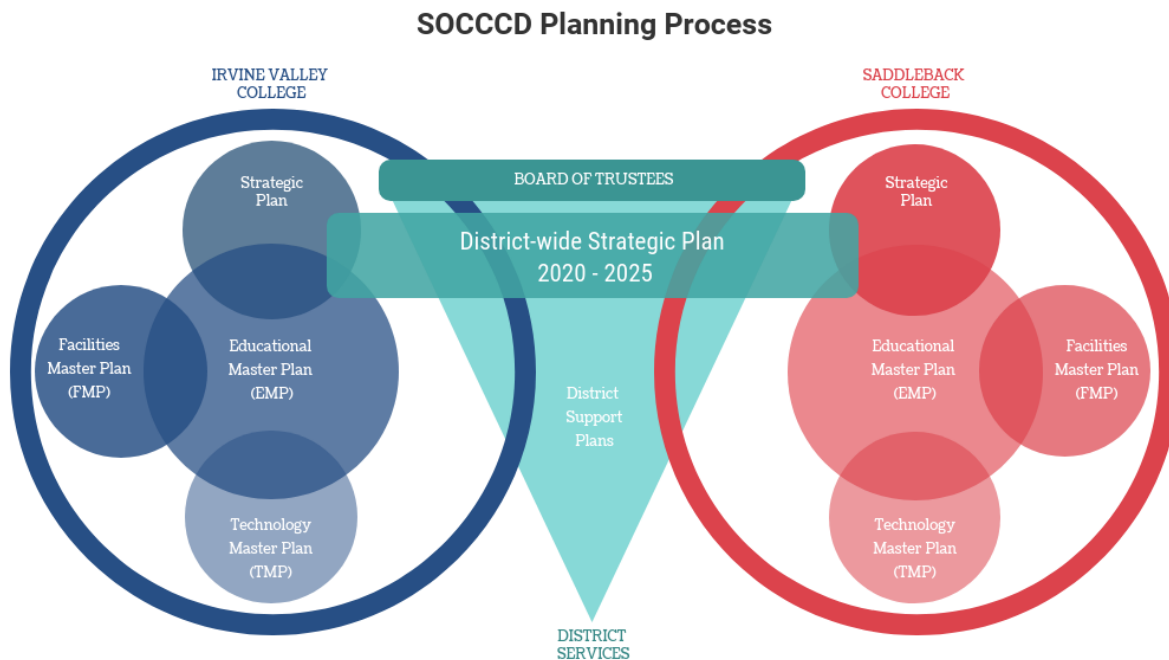 SOCCCD Planning Process
IRVINE VALLEY
COLLEGE
SADDLEBACK
COLLEGE
BOARD OF TRUSTEES
District-wide Strategic Plan
2020 - 2025
Strategic
Plan
Facilities
Master Plan
(FMP)
Educational
Master Plan
(EMP)
Technology
Master Plan
(TMP)
District
Support
Plans
Strategic
Plan
Educational
Master Plan
(EMP)
Facilities
Master Plan
(FMP)
Technology
Master Plan
(TMP)
DISTRICT
SERVICES